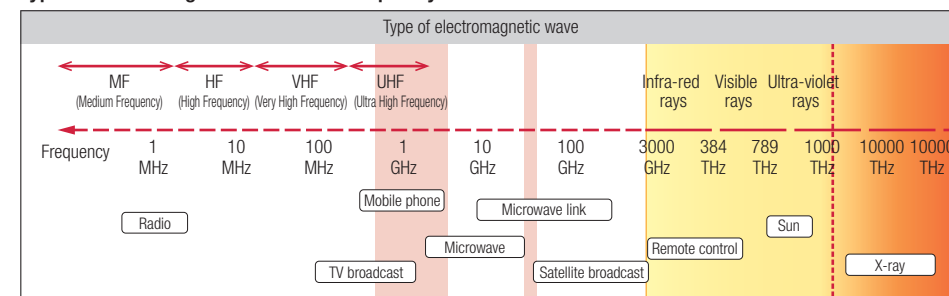 Type of electromagnetic wave
MF HF VHF UHF Infra-red Visible Ultra-violet
(Medium Frequency) (High Frequency) (Very High Frequency) (Ultra High Frequency) rays rays rays
Frequency 1 10 100 1 10 100 3000 384 789 1000 10000
MHz MHz MHz GHz GHz GHz GHz THz THz THz THz THz
Mobile phone
Microwave link
Radio
Sun
Microwave
Remote control
TV broadcast
Satellite broadcast
X-ray